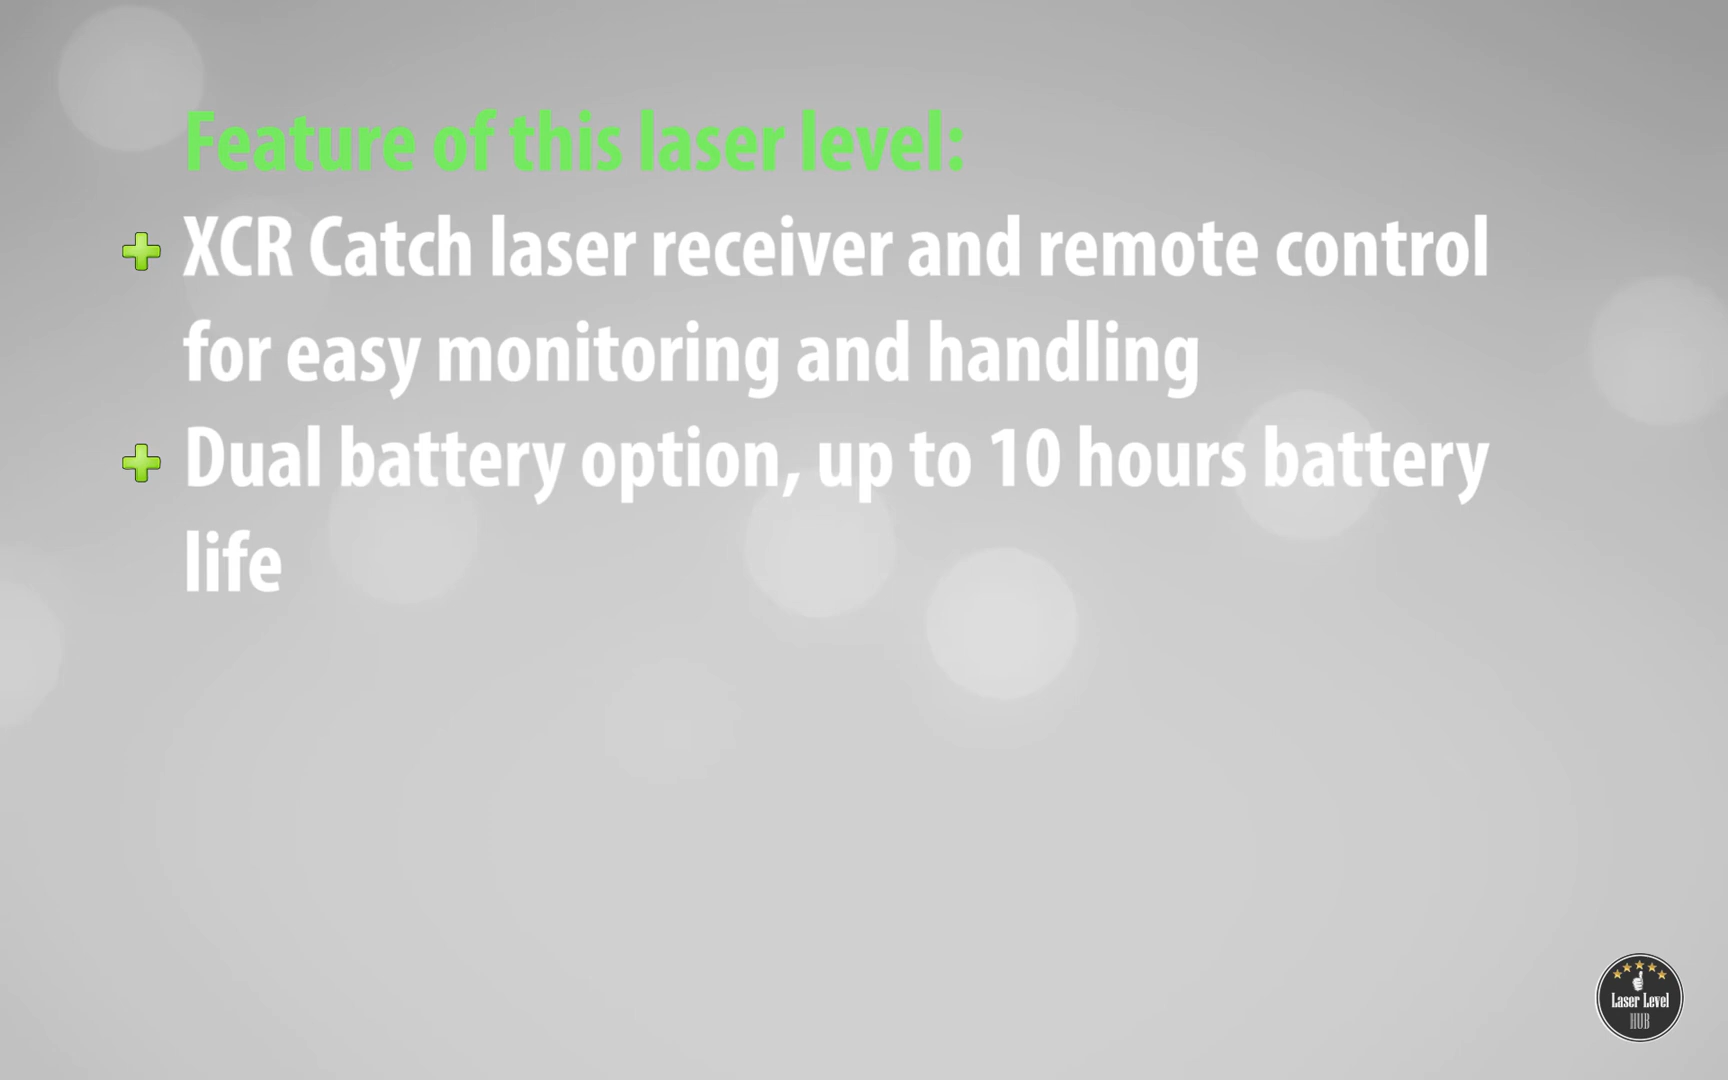 Feature of this laser level:
XCR Catch laser receiver and remote control
for easy monitoring and handling
Dual battery option, up to 10 hours battery
life
Laser Level
HUB